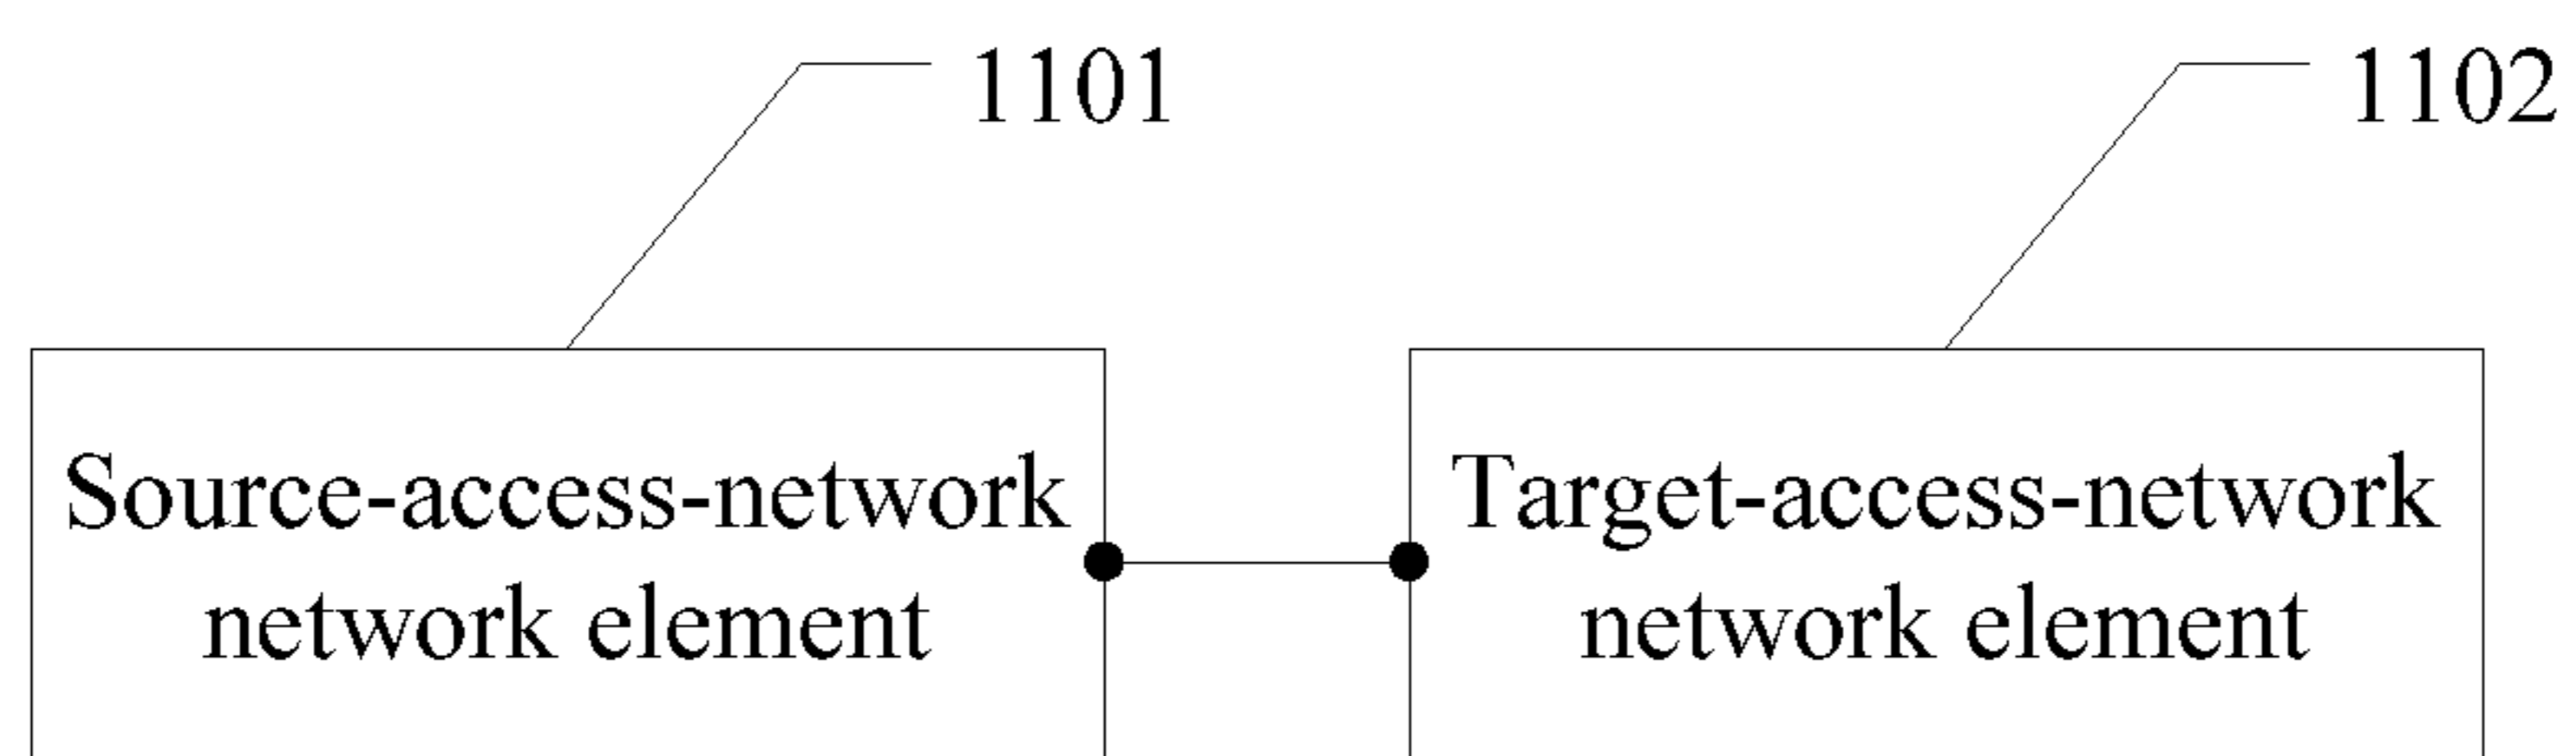 1101
1102
Source-access-network
network element
Target-access-network
network element